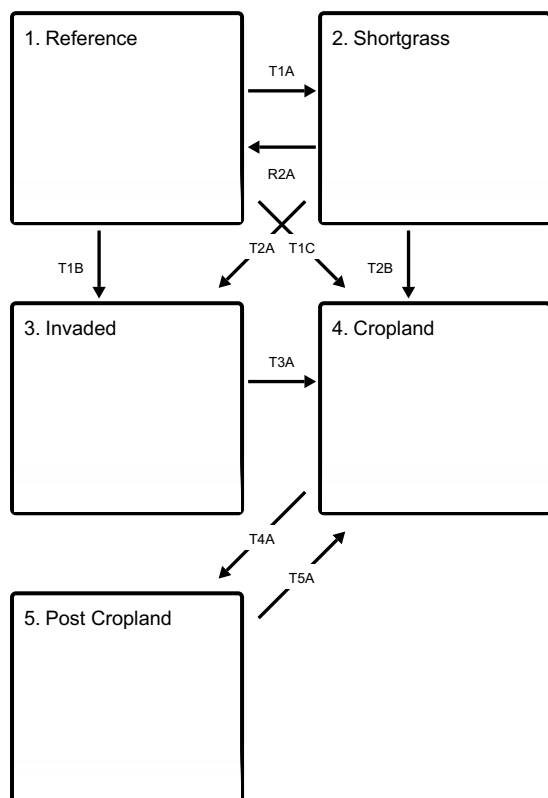 1. Reference
2. Shortgrass
T1A
R2A
T1B
T2A
T1C
T2B
3. Invaded
4. Cropland
T3A
T4A
T5A
5. Post Cropland